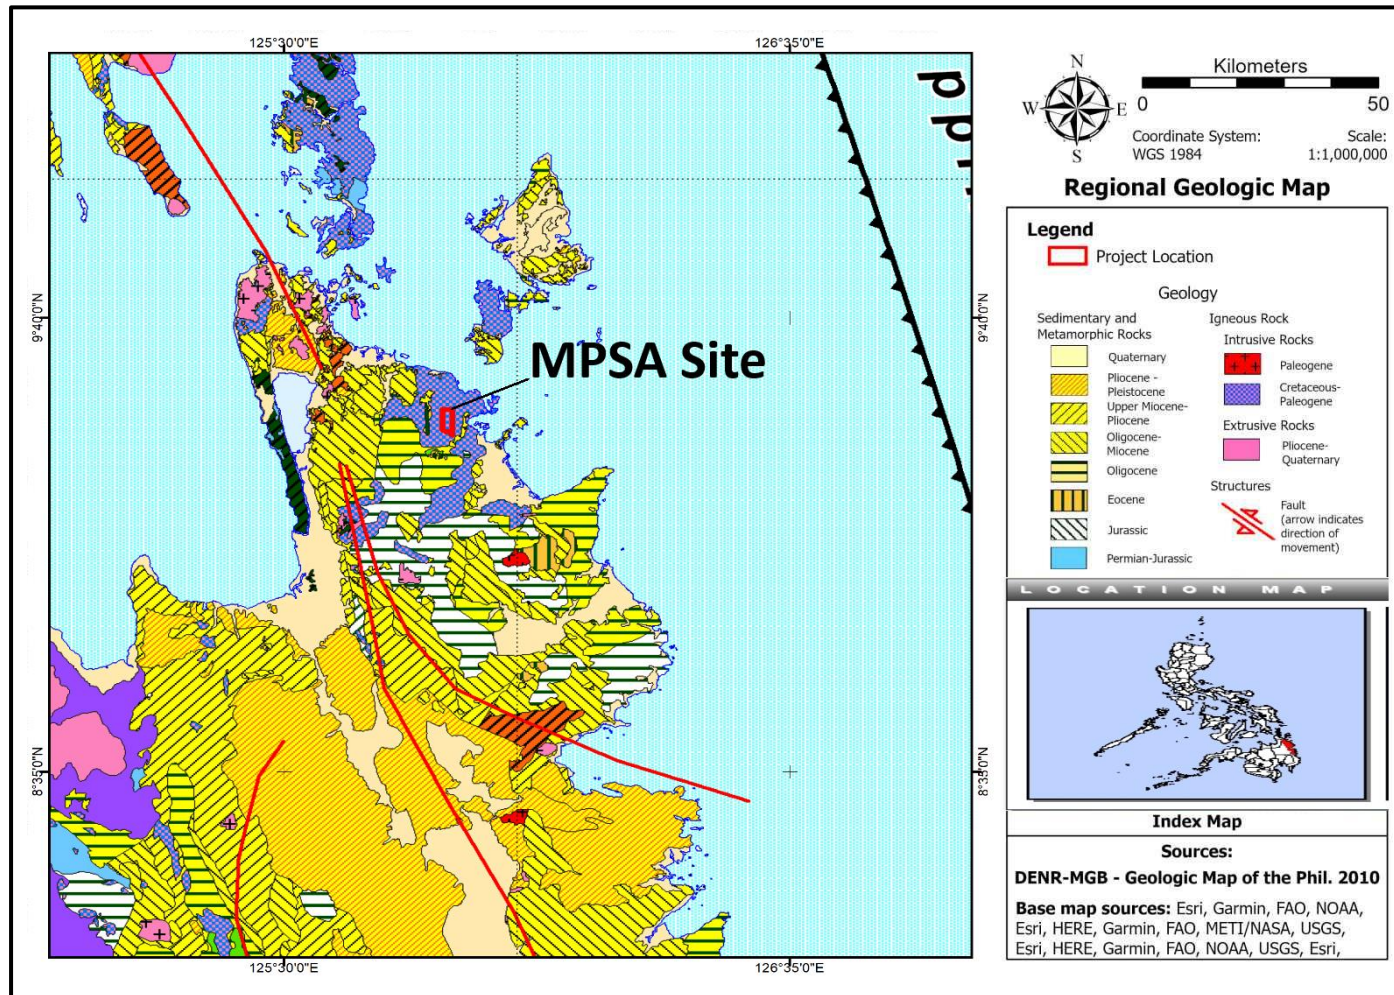 125°30'0"E
126°35'0"E
9°40'0"N
9°40'0"N
8°35'0"N
8°35'0"N
125°30'0"E
126°35'0"E
MPSA Site
N
W
E
S
Kilometers
0
50
Coordinate System:
WGS 1984
Scale:
1:1,000,000
Regional Geologic Map
Legend
Project Location
Geology
Sedimentary and
Metamorphic Rocks
Quaternary
Pliocene -
Pleistocene
Upper Miocene-
Pliocene
Oligocene-
Miocene
Oligocene
Eocene
Jurassic
Permian-Jurassic
Igneous Rock
Intrusive Rocks
Paleogene
Cretaceous-
Paleogene
Extrusive Rocks
Pliocene-
Quaternary
Structures
Fault
(arrow indicates
direction of
movement)
LOCATION MAP
Index Map
Sources:
DENR-MGB - Geologic Map of the Phil. 2010
Base map sources: Esri, Garmin, FAO, NOAA,
Esri, HERE, Garmin, FAO, METI/NASA, USGS,
Esri, HERE, Garmin, FAO, NOAA, USGS, Esri,